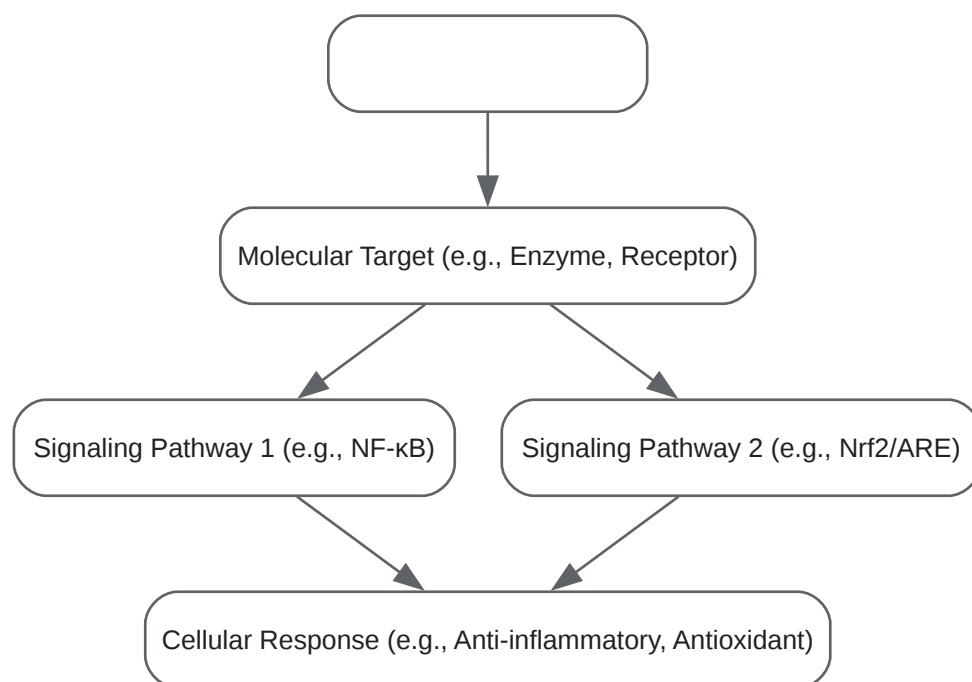 Molecular Target (e.g., Enzyme, Receptor)
Signaling Pathway 1 (e.g., NF-κB)
Signaling Pathway 2 (e.g., Nrf2/ARE)
Cellular Response (e.g., Anti-inflammatory, Antioxidant)